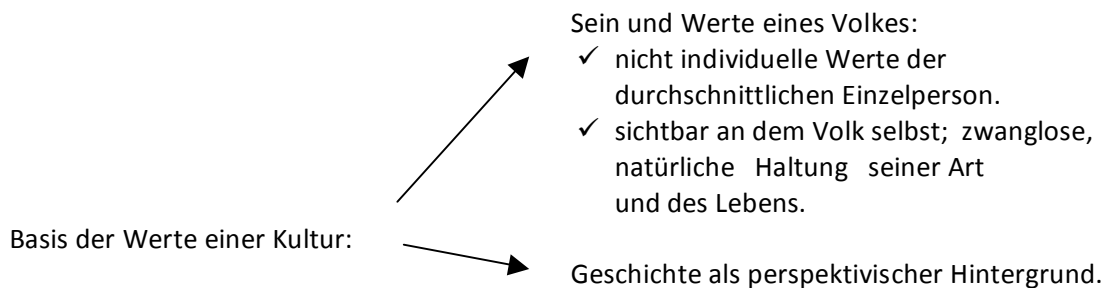 Sein und Werte eines Volkes:
✓ nicht individuelle Werte der
durchschnittlichen Einzelperson.
✓ sichtbar an dem Volk selbst; zwanglose,
natürliche Haltung seiner Art
und des Lebens.
Basis der Werte einer Kultur:
Geschichte als perspektivischer Hintergrund.